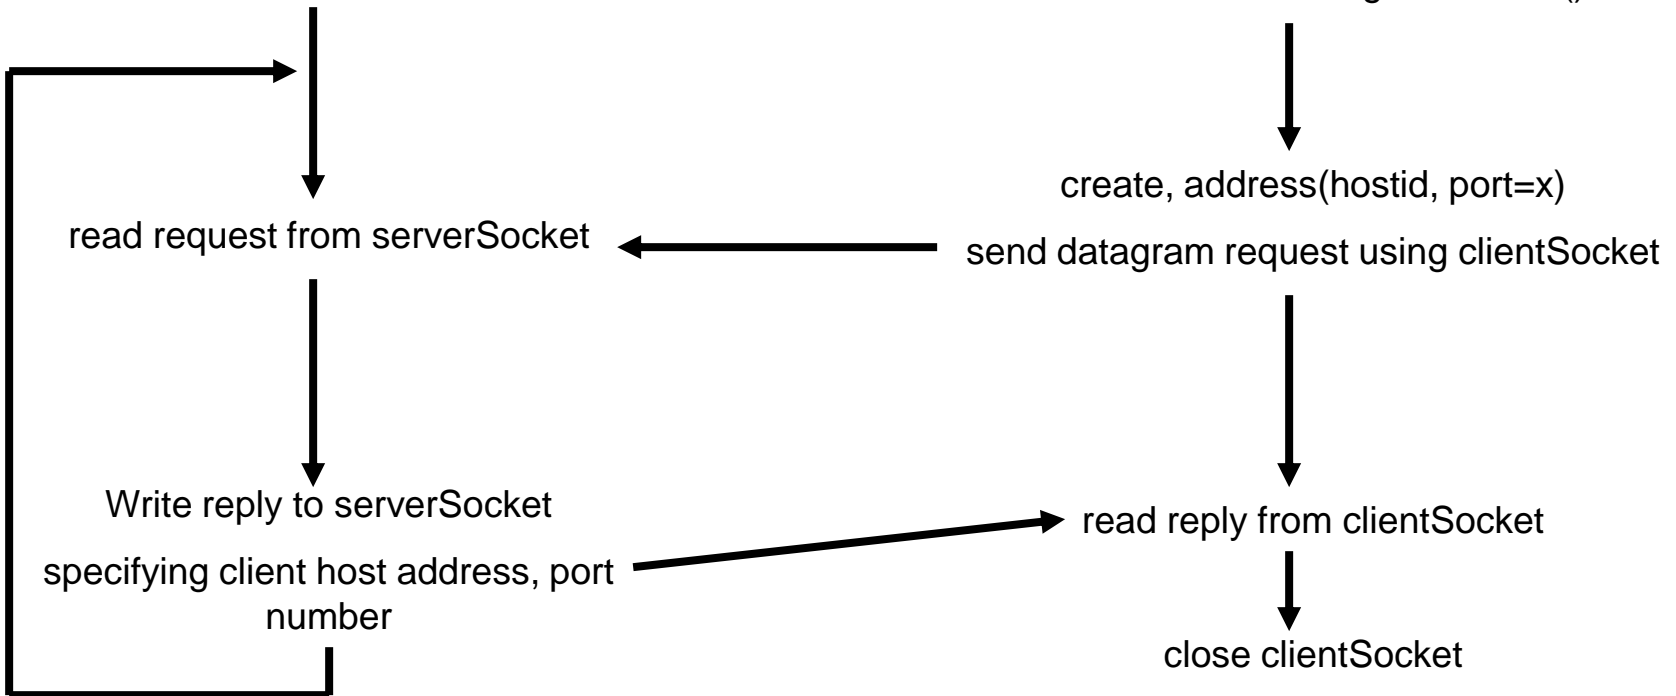 create, address(hostid, port=x)
read request from serverSocket
send datagram request using clientSocket
Write reply to serverSocket
specifying client host address, port
number
read reply from clientSocket
close clientSocket